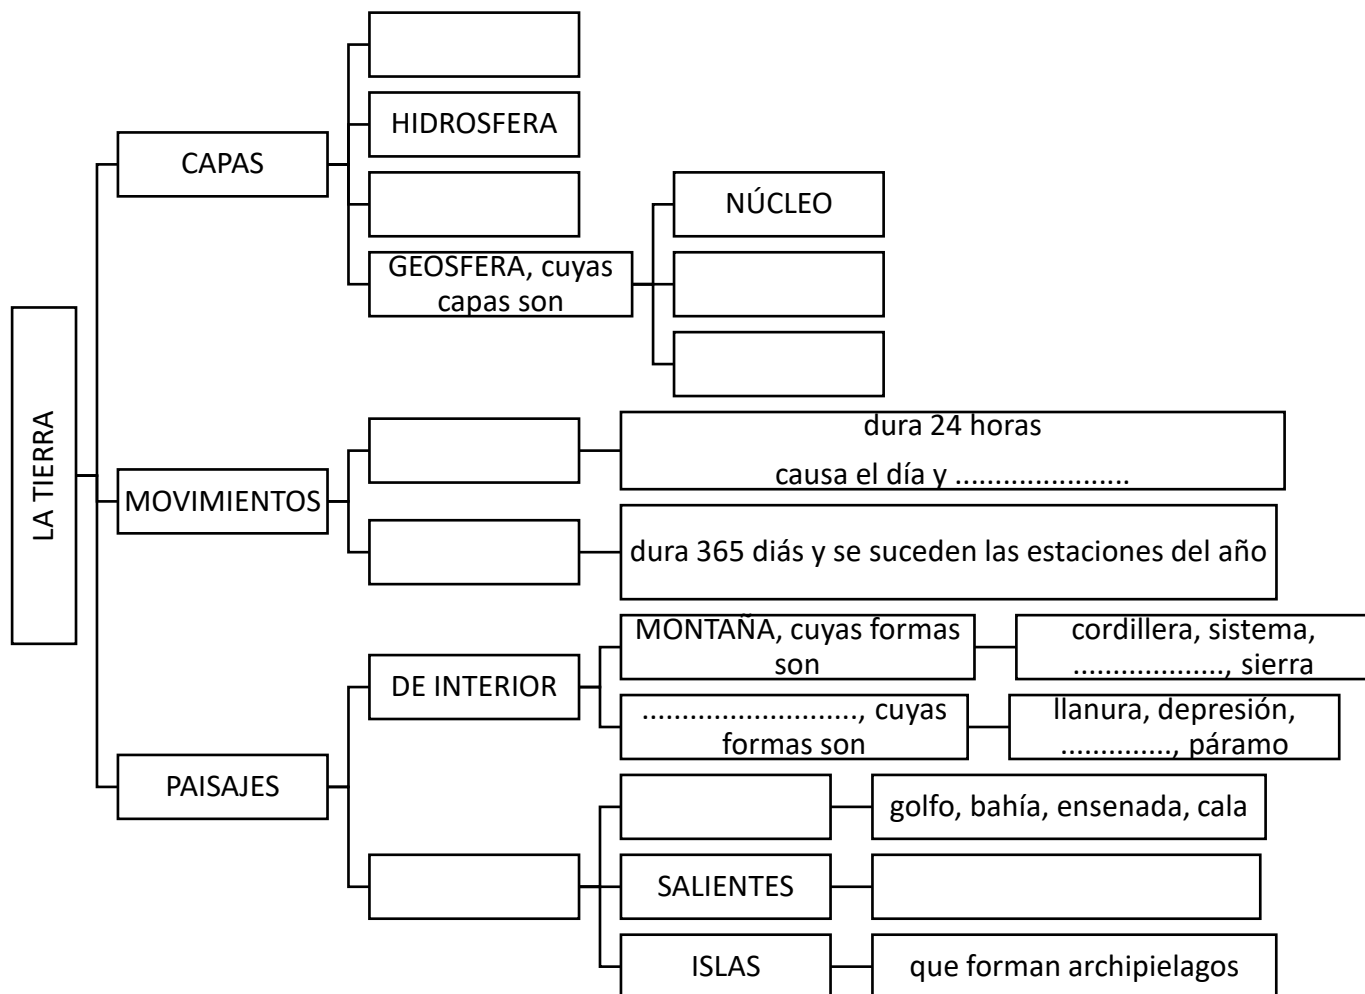 LA TIERRA
CAPAS
HIDROSFERA
GEOSFERA, cuyas
capas son
NÚCLEO
MOVIMIENTOS
dura 24 horas
causa el día y ......................
dura 365 diás y se suceden las estaciones del año
PAISAJES
DE INTERIOR
MONTAÑA, cuyas formas
son
cordillera, sistema,
..................., sierra
..........................., cuyas
formas son
llanura, depresión,
.............., páramo
golfo, bahía, ensenada, cala
SALIENTES
ISLAS
que forman archipielagos